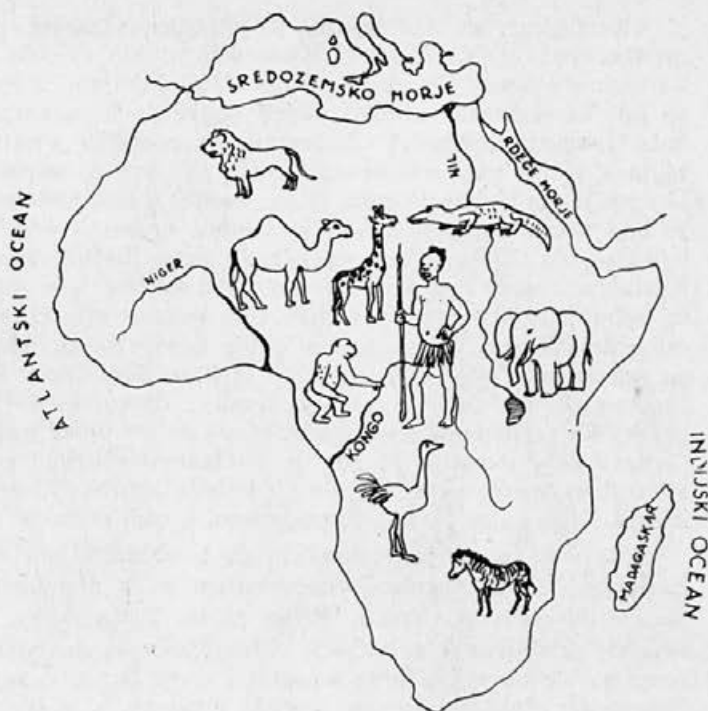 SREDOZEMSKO MORJE
NIL
RDEČE MORJE
ATLANTSKI OCEAN
NIGER
KONGO
INDIJSKI OCEAN
MADAGASKAR